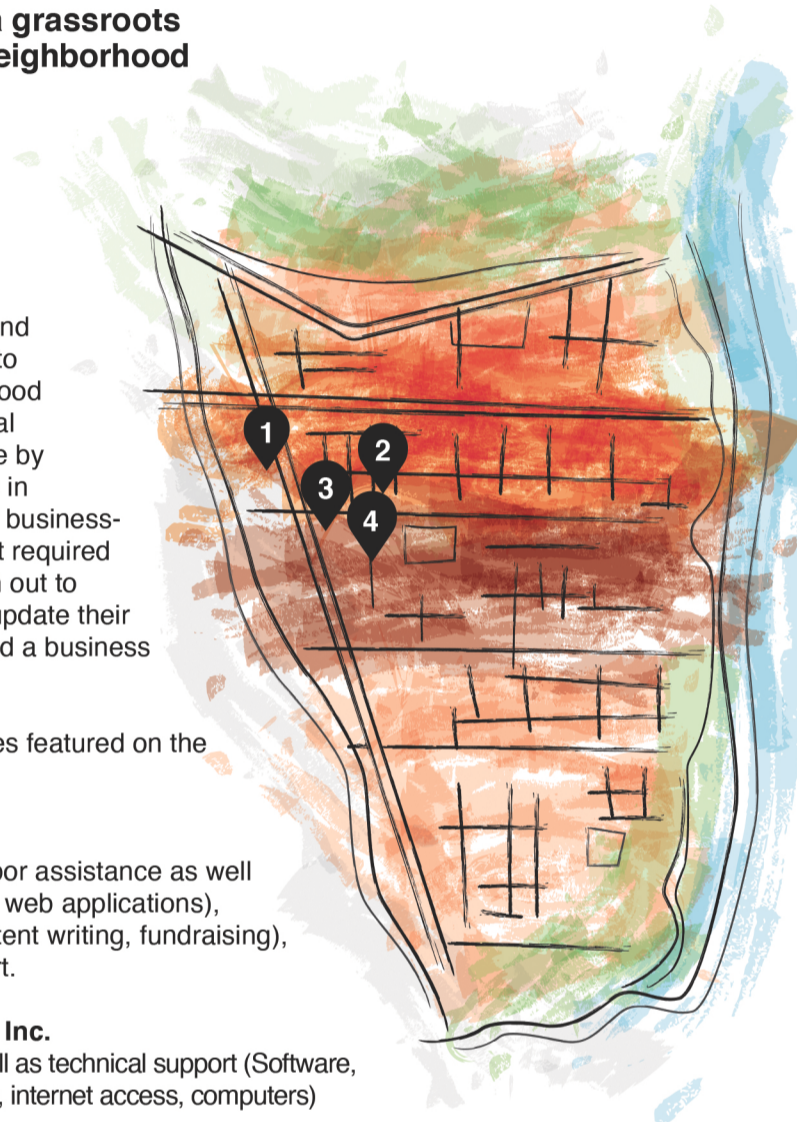 grassroots
eighborhood
nd
to
ood
al
e by
in
business-
t required
out to
update their
d a business
es featured on the
oor assistance as well
web applications),
tent writing, fundraising),
t.
Inc.
ll as technical support (Software,
, internet access, computers)
1
2
3
4